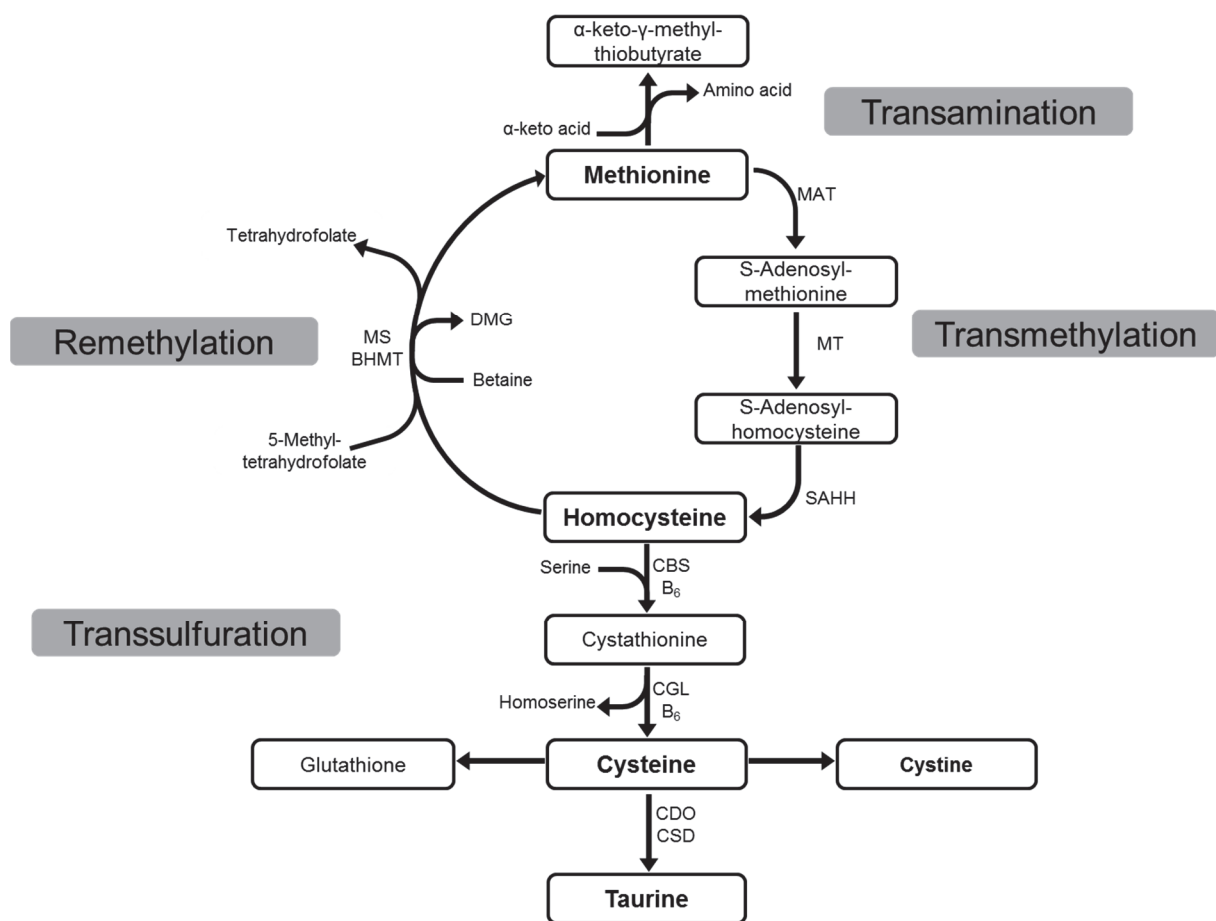 α-keto-γ-methyl-
thiobutyrate
Amino acid
α-keto acid
Transamination
Methionine
MAT
Tetrahydrofolate
S-Adenosyl-
methionine
DMG
Remethylation
MS
BHMT
Transmethylation
MT
Betaine
S-Adenosyl-
homocysteine
5-Methyl-
tetrahydrofolate
SAHH
Homocysteine
Serine
CBS
B₆
Transsulfuration
Cystathionine
Homoserine
CGL
B₆
Glutathione
Cysteine
Cystine
CDO
CSD
Taurine